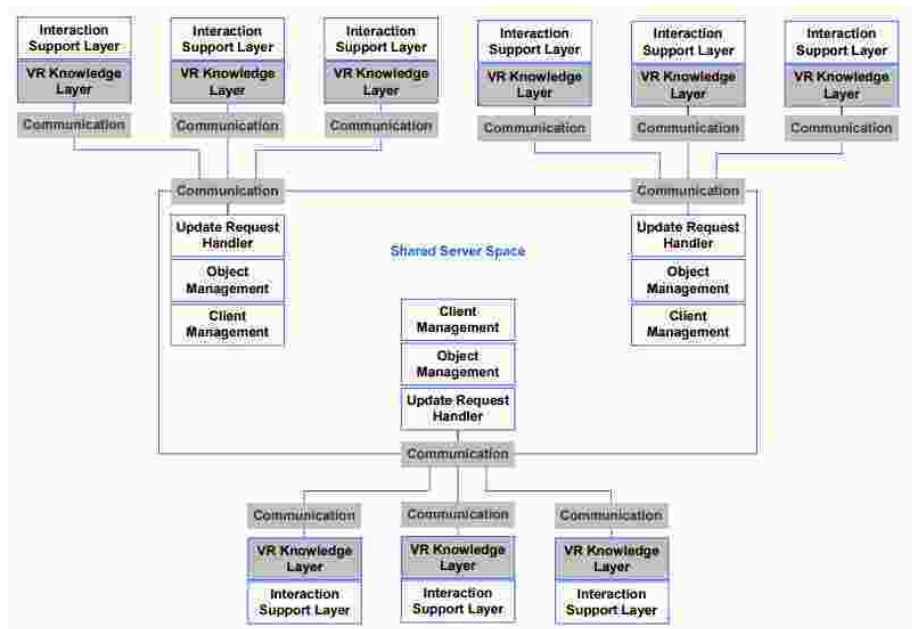 Interaction
Support Layer
VR Knowledge
Layer
Communication
Interaction
Support Layer
VR Knowledge
Layer
Communication
Interaction
Support Layer
VR Knowledge
Layer
Communication
Interaction
Support Layer
VR Knowledge
Layer
Communication
Interaction
Support Layer
VR Knowledge
Layer
Communication
Interaction
Support Layer
VR Knowledge
Layer
Communication
Communication
Update Request
Handler
Object
Management
Client
Management
Shared Server Space
Communication
Update Request
Handler
Object
Management
Client
Management
Client
Management
Object
Management
Update Request
Handler
Communication
Communication
VR Knowledge
Layer
Interaction
Support Layer
Communication
VR Knowledge
Layer
Interaction
Support Layer
Communication
VR Knowledge
Layer
Interaction
Support Layer